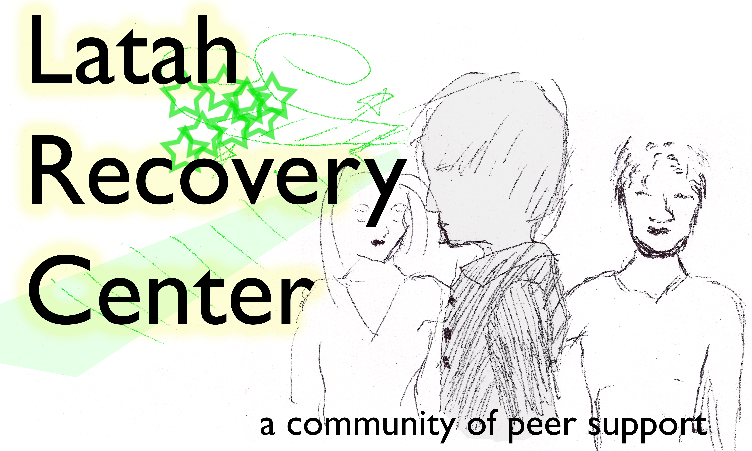 Latah
Recovery
Center
a community of peer support